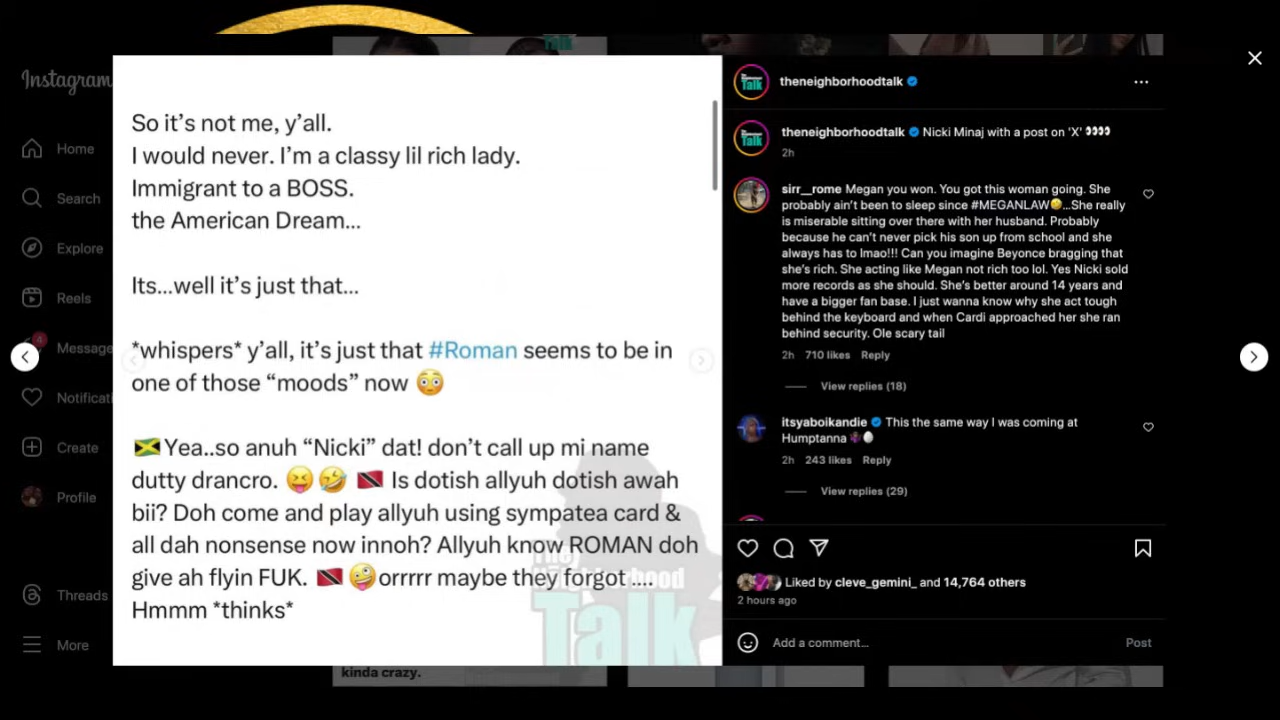 Instagram
Home
Search
Explore
Reels
4
Message
Notificati
Create
Profile
Threads
More
Talk
So it's not me, y'all.
I would never. I'm a classy lil rich lady.
Immigrant to a BOSS.
the American Dream...
Its...well it's just that...
*whispers* y'all, it's just that #Roman seems to be in
one of those “moods” now 😳
🇯🇲Yea..so anuh “Nicki” dat! don't call up mi name
dutty drancro. 😝🤣 🇹🇹 Is dotish allyuh dotish awah
bii? Doh come and play allyuh using sympatea card &
all dah nonsense now innoh? Allyuh know ROMAN doh
give ah flyin FUK. 🇹🇹 🤪orrrrr maybe they forgot ....
Hmmm *thinks*
The
Neighborhood
Talk
kinda crazy.
Talk
theneighborhoodtalk
Talk
theneighborhoodtalk Nicki Minaj with a post on 'X' 👀👀
2h
sirr__rome Megan you won. You got this woman going. She
probably ain't been to sleep since #MEGANLAW🤣...She really
is miserable sitting over there with her husband. Probably
because he can't never pick his son up from school and she
always has to lmao!!! Can you imagine Beyonce bragging that
she's rich. She acting like Megan not rich too lol. Yes Nicki sold
more records as she should. She's better around 14 years and
have a bigger fan base. I just wanna know why she act tough
behind the keyboard and when Cardi approached her she ran
behind security. Ole scary tail
2h 710 likes Reply
View replies (18)
itsyaboikandie This the same way I was coming at
Humptanna
2h 243 likes Reply
View replies (29)
Liked by cleve_gemini_ and 14,764 others
2 hours ago
Add a comment...
Post